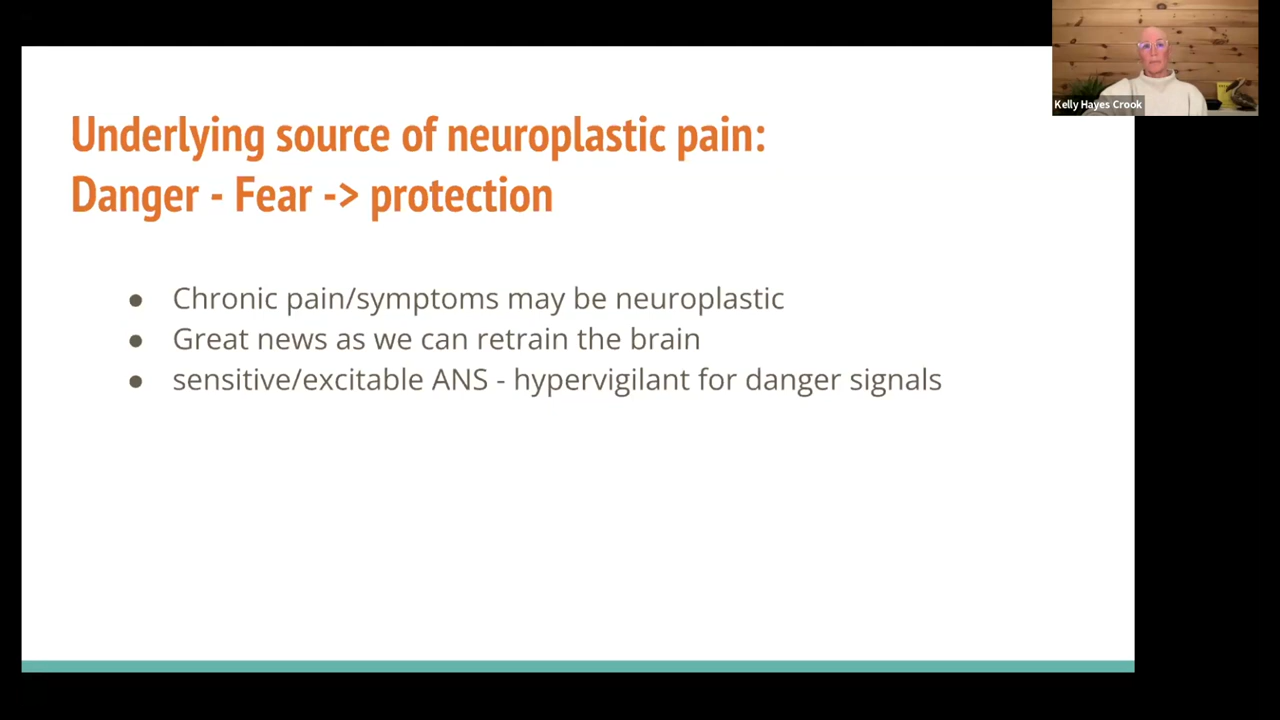 Underlying source of neuroplastic pain:
Danger - Fear -> protection
● Chronic pain/symptoms may be neuroplastic
● Great news as we can retrain the brain
● sensitive/excitable ANS - hypervigilant for danger signals
Kelly Hayes Crook